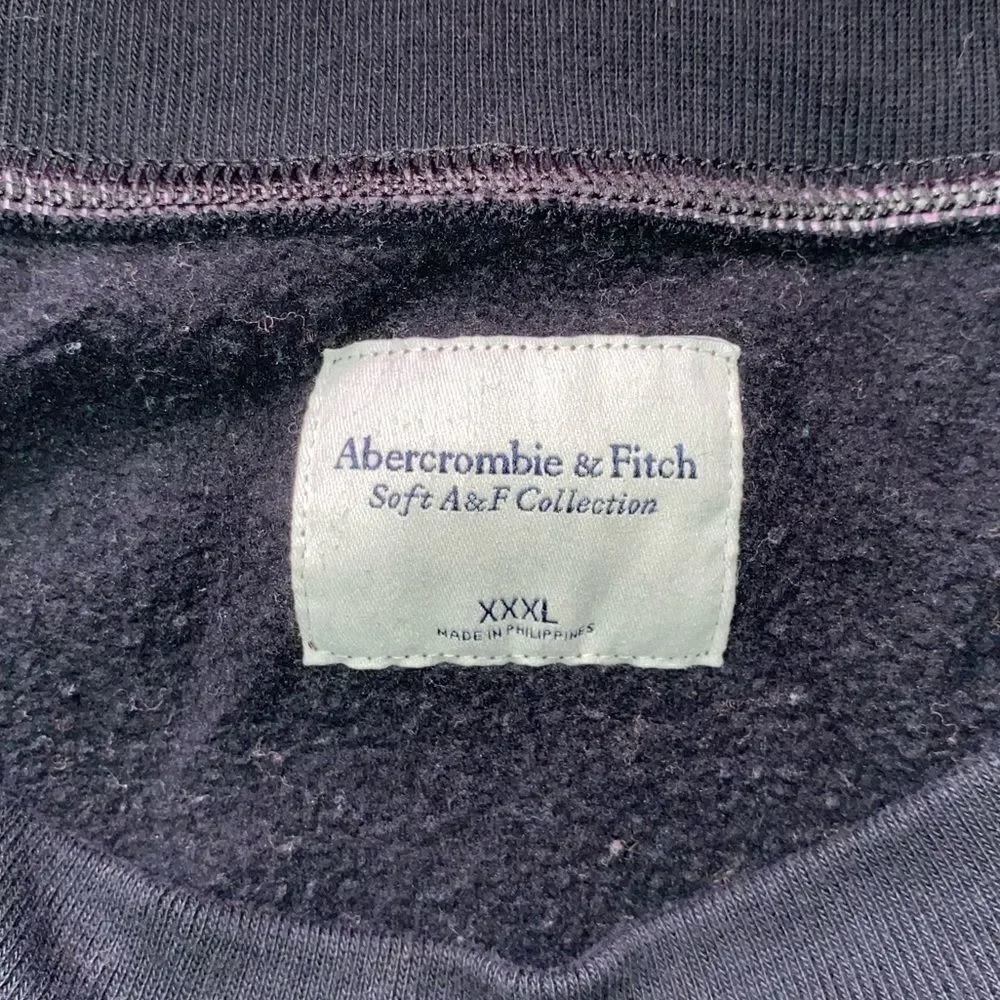 Abercrombie & Fitch
Soft A&F Collection
XXXL
MADE IN PHILIPPINES